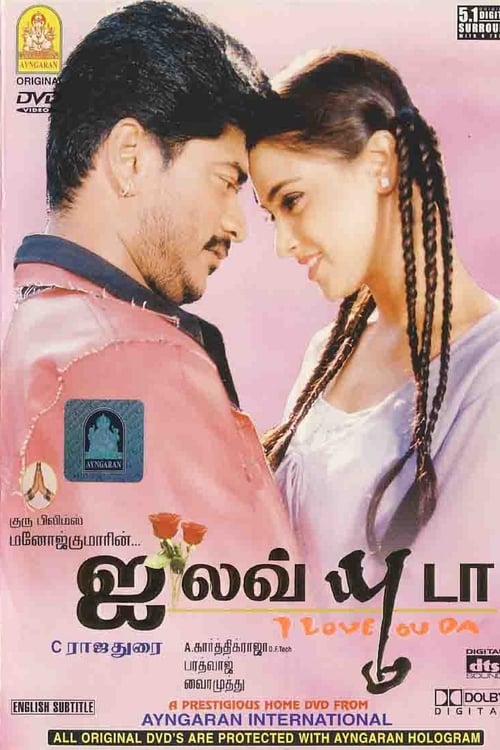 AYNGARAN
ORIGINAL
DVD
VIDEO
5.1 DIGITAL
SURROUND
AYNGARAN
குரு பிலிம்ஸ்
மனோஜ்குமாரின்...
ஐ லவ் யூ டா
I LOVE YOU DA
C ராஜதுரை
A.கார்த்திக்ராஜா D.F.Tech
பரத்வாஜ்
வைரமுத்து
DIGITAL
dts
SOUND
DOLBY
DIGITAL
ENGLISH SUBTITLE
A PRESTIGIOUS HOME DVD FROM
AYNGARAN INTERNATIONAL
ALL ORIGINAL DVD'S ARE PROTECTED WITH AYNGARAN HOLOGRAM